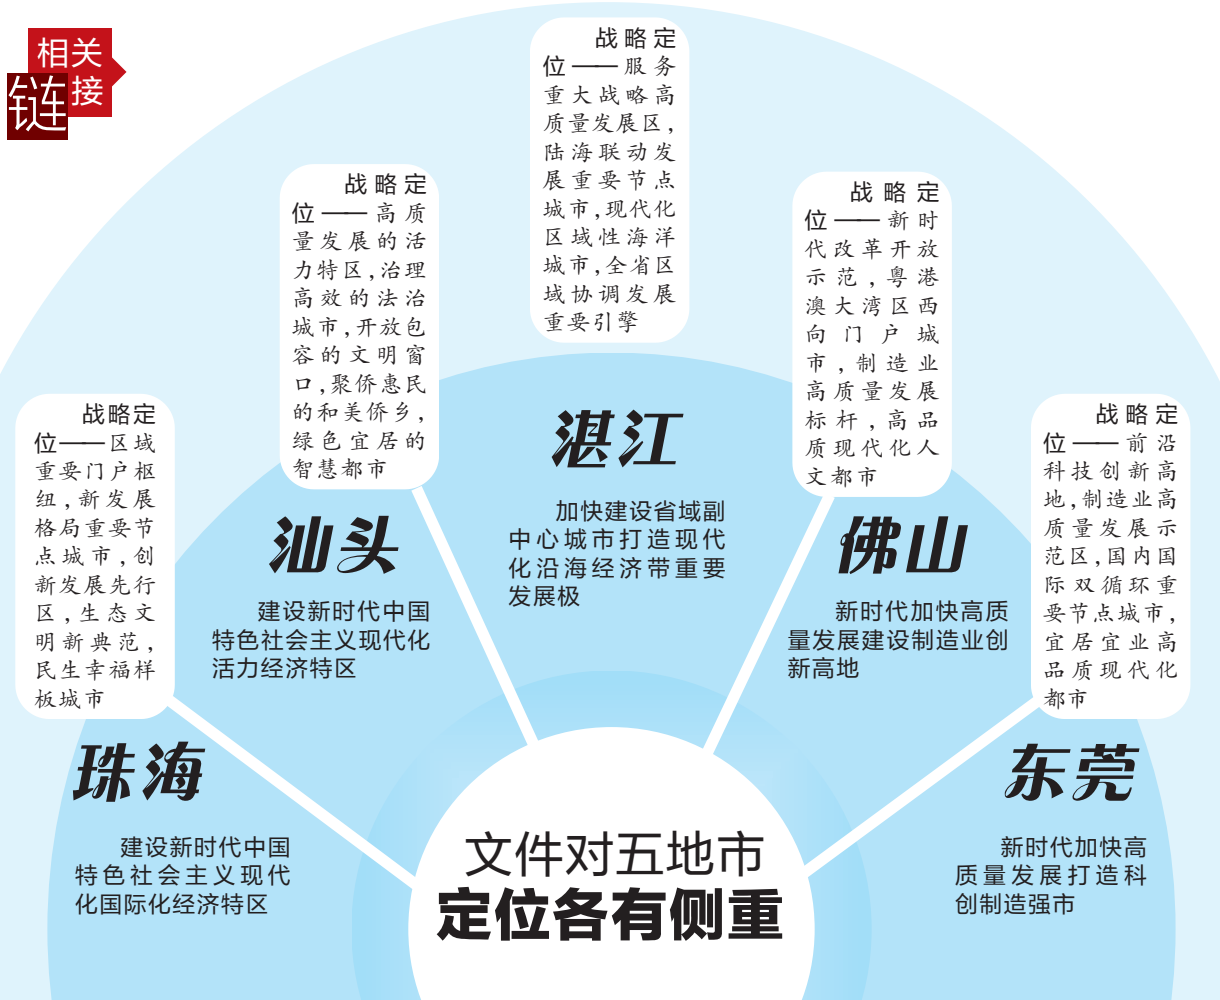 相关
链接
战略定
位——区域
重要门户枢
纽,新发展
格局重要节
点城市,创
新发展先行
区,生态文
明新典范,
民生幸福样
板城市
珠海
建设新时代中国
特色社会主义现代
化国际化经济特区
战略定
位——高质
量发展的活
力特区,治理
高效的法治
城市,开放包
容的文明窗
口,聚侨惠民
的和美侨乡,
绿色宜居的
智慧都市
汕头
建设新时代中国
特色社会主义现代化
活力经济特区
战略定
位——服务
重大战略高
质量发展区,
陆海联动发
展重要节点
城市,现代化
区域性海洋
城市,全省区
域协调发展
重要引擎
湛江
加快建设省域副
中心城市打造现代
化沿海经济带重要
发展极
战略定
位——新时
代改革开放
示范,粤港
澳大湾区西
向门户城
市,制造业
高质量发展
标杆,高品
质现代化人
文都市
佛山
新时代加快高质
量发展建设制造业创
新高地
战略定
位——前沿
科技创新高
地,制造业高
质量发展示
范区,国内国
际双循环重
要节点城市,
宜居宜业高
品质现代化
都市
东莞
新时代加快高
质量发展打造科
创制造强市
文件对五地市
定位各有侧重